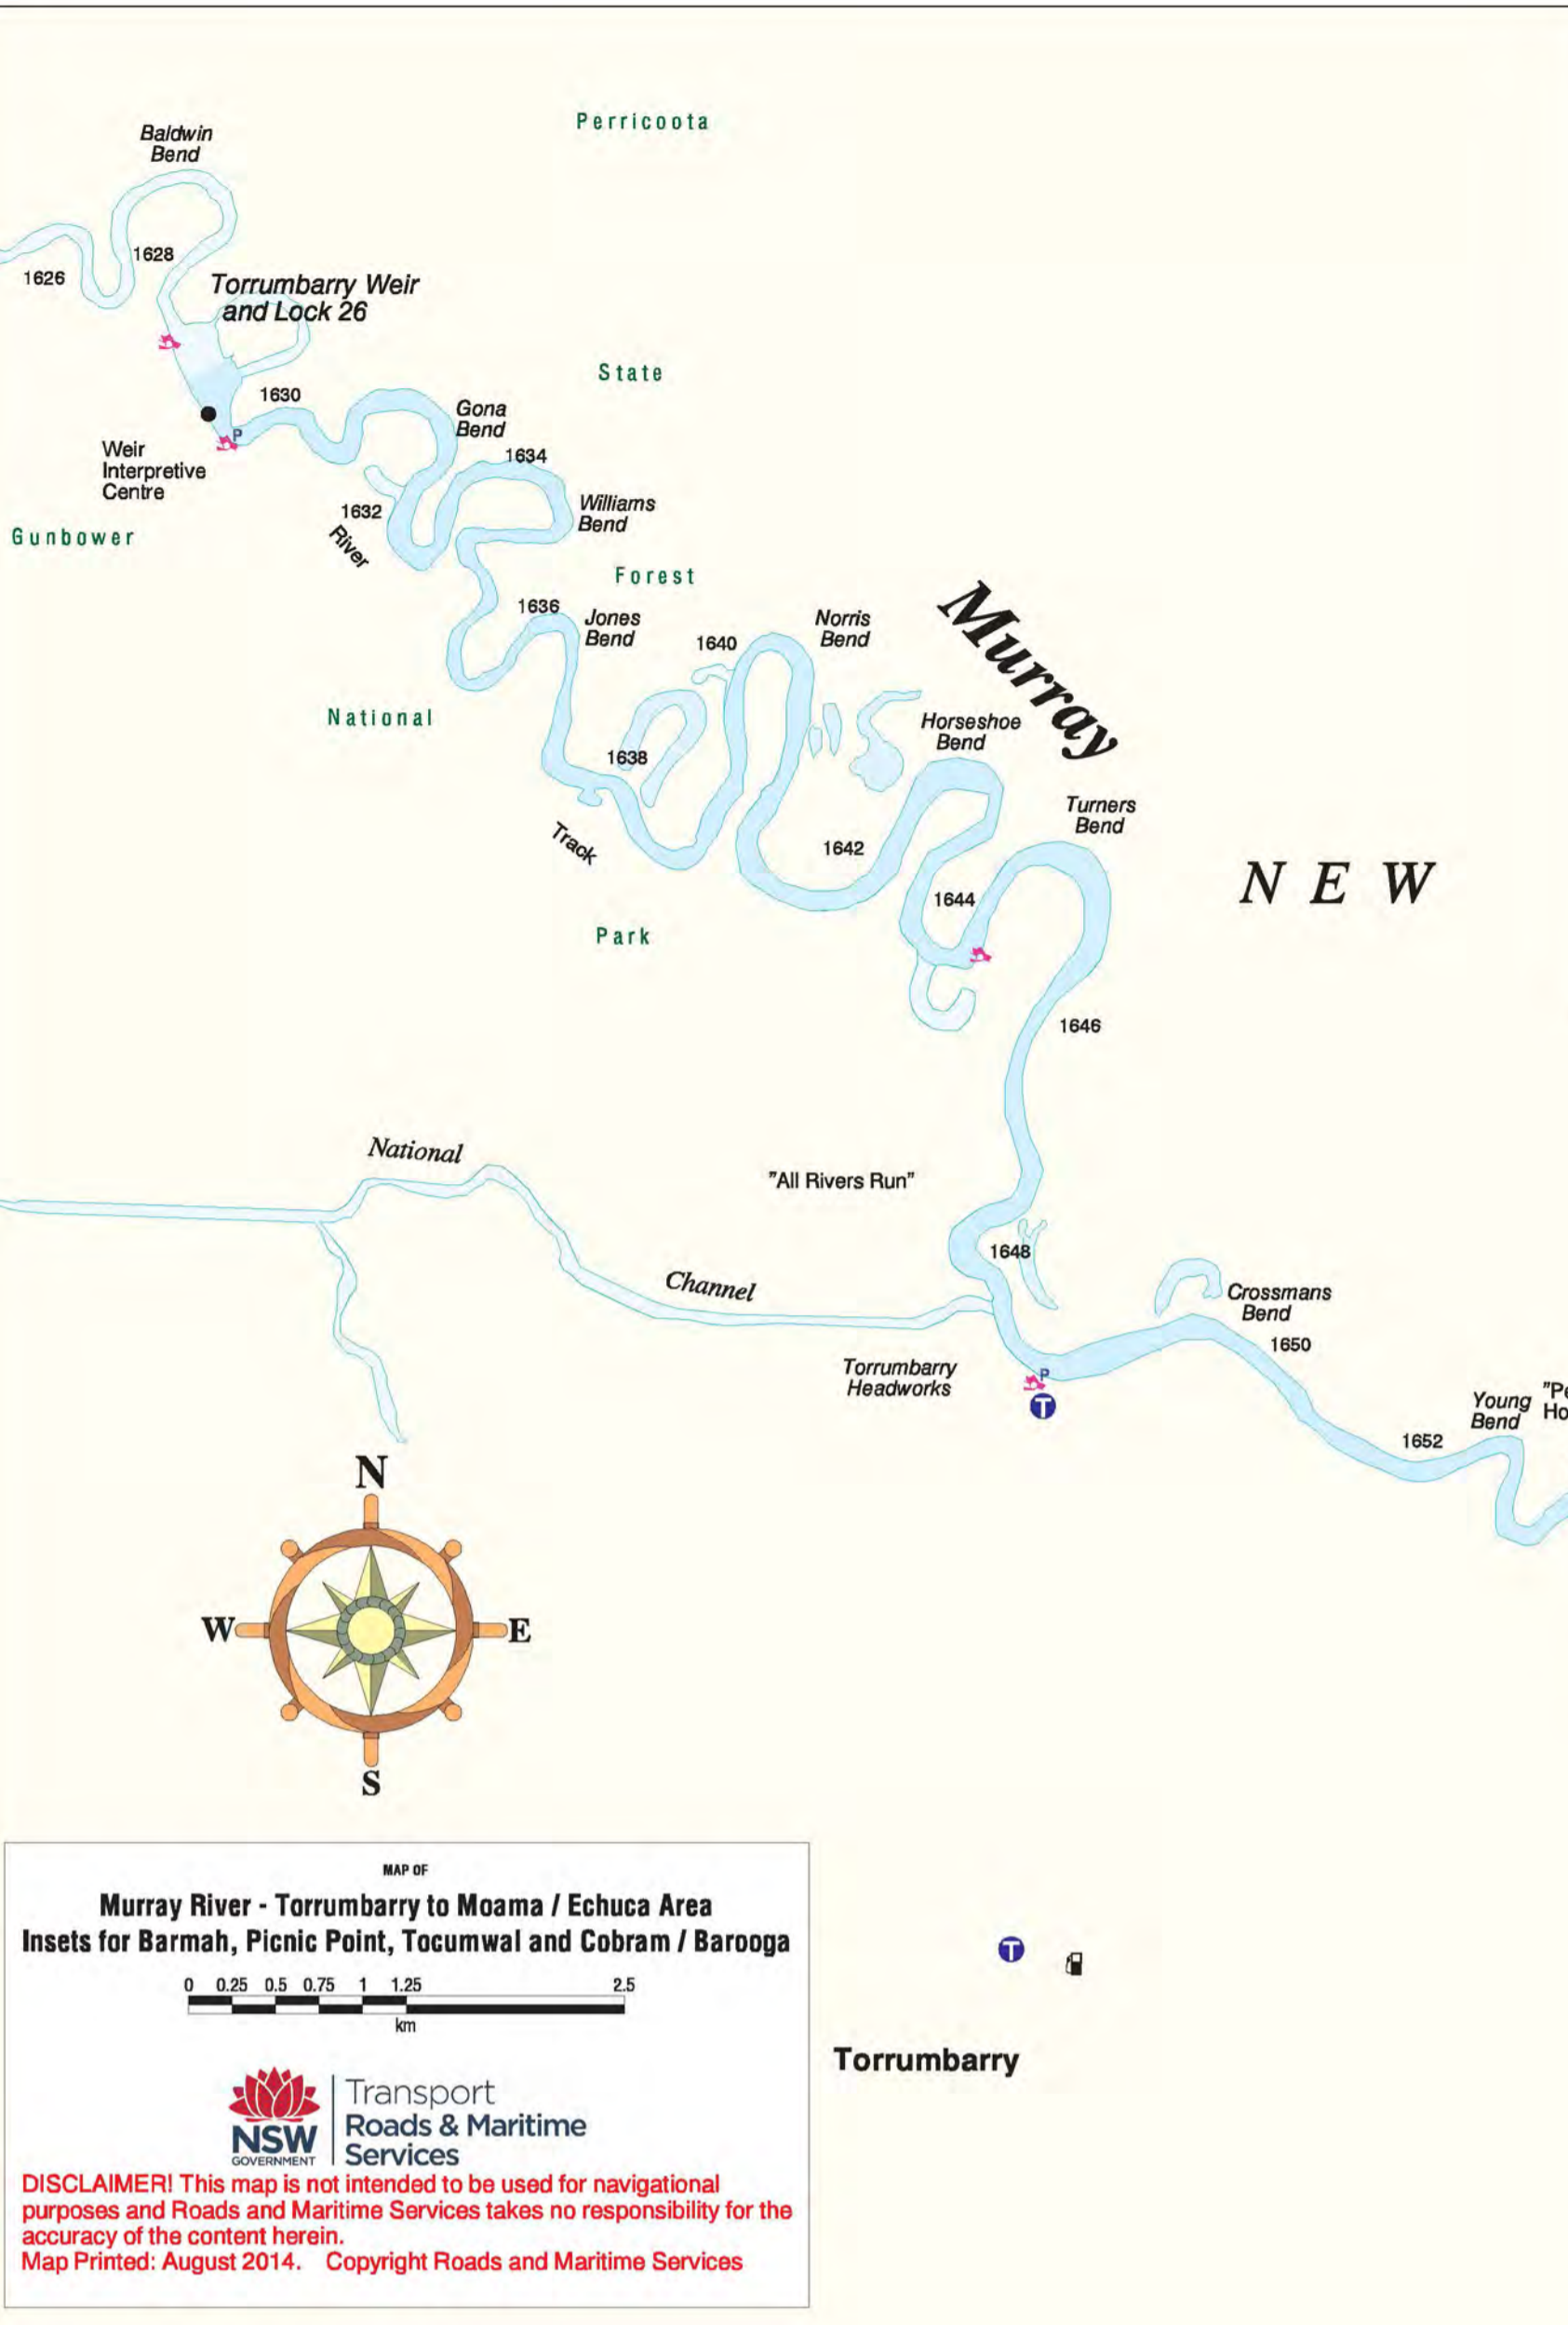 Perricoota
Baldwin
Bend
1628
1626
Torrumbarry Weir
and Lock 26
State
1630
Gona
Bend
P
Weir
Interpretive
Centre
1634
1632
Williams
Bend
River
Gunbower
Forest
Murray
1636
Jones
Bend
Norris
Bend
1640
National
Horseshoe
Bend
1638
Turners
Bend
Track
1642
NEW
1644
Park
1646
National
"All Rivers Run"
1648
Channel
Crossmans
Bend
1650
Torrumbarry
Headworks
P
T
Young
Bend
"Pe
Ho
1652
N
W
E
S
MAP OF
Murray River - Torrumbarry to Moama / Echuca Area
Insets for Barmah, Picnic Point, Tocumwal and Cobram / Barooga
0 0.25 0.5 0.75 1 1.25 2.5
km
T
Torrumbarry
NSW
GOVERNMENT
Transport
Roads & Maritime
Services
DISCLAIMER! This map is not intended to be used for navigational
purposes and Roads and Maritime Services takes no responsibility for the
accuracy of the content herein.
Map Printed: August 2014. Copyright Roads and Maritime Services